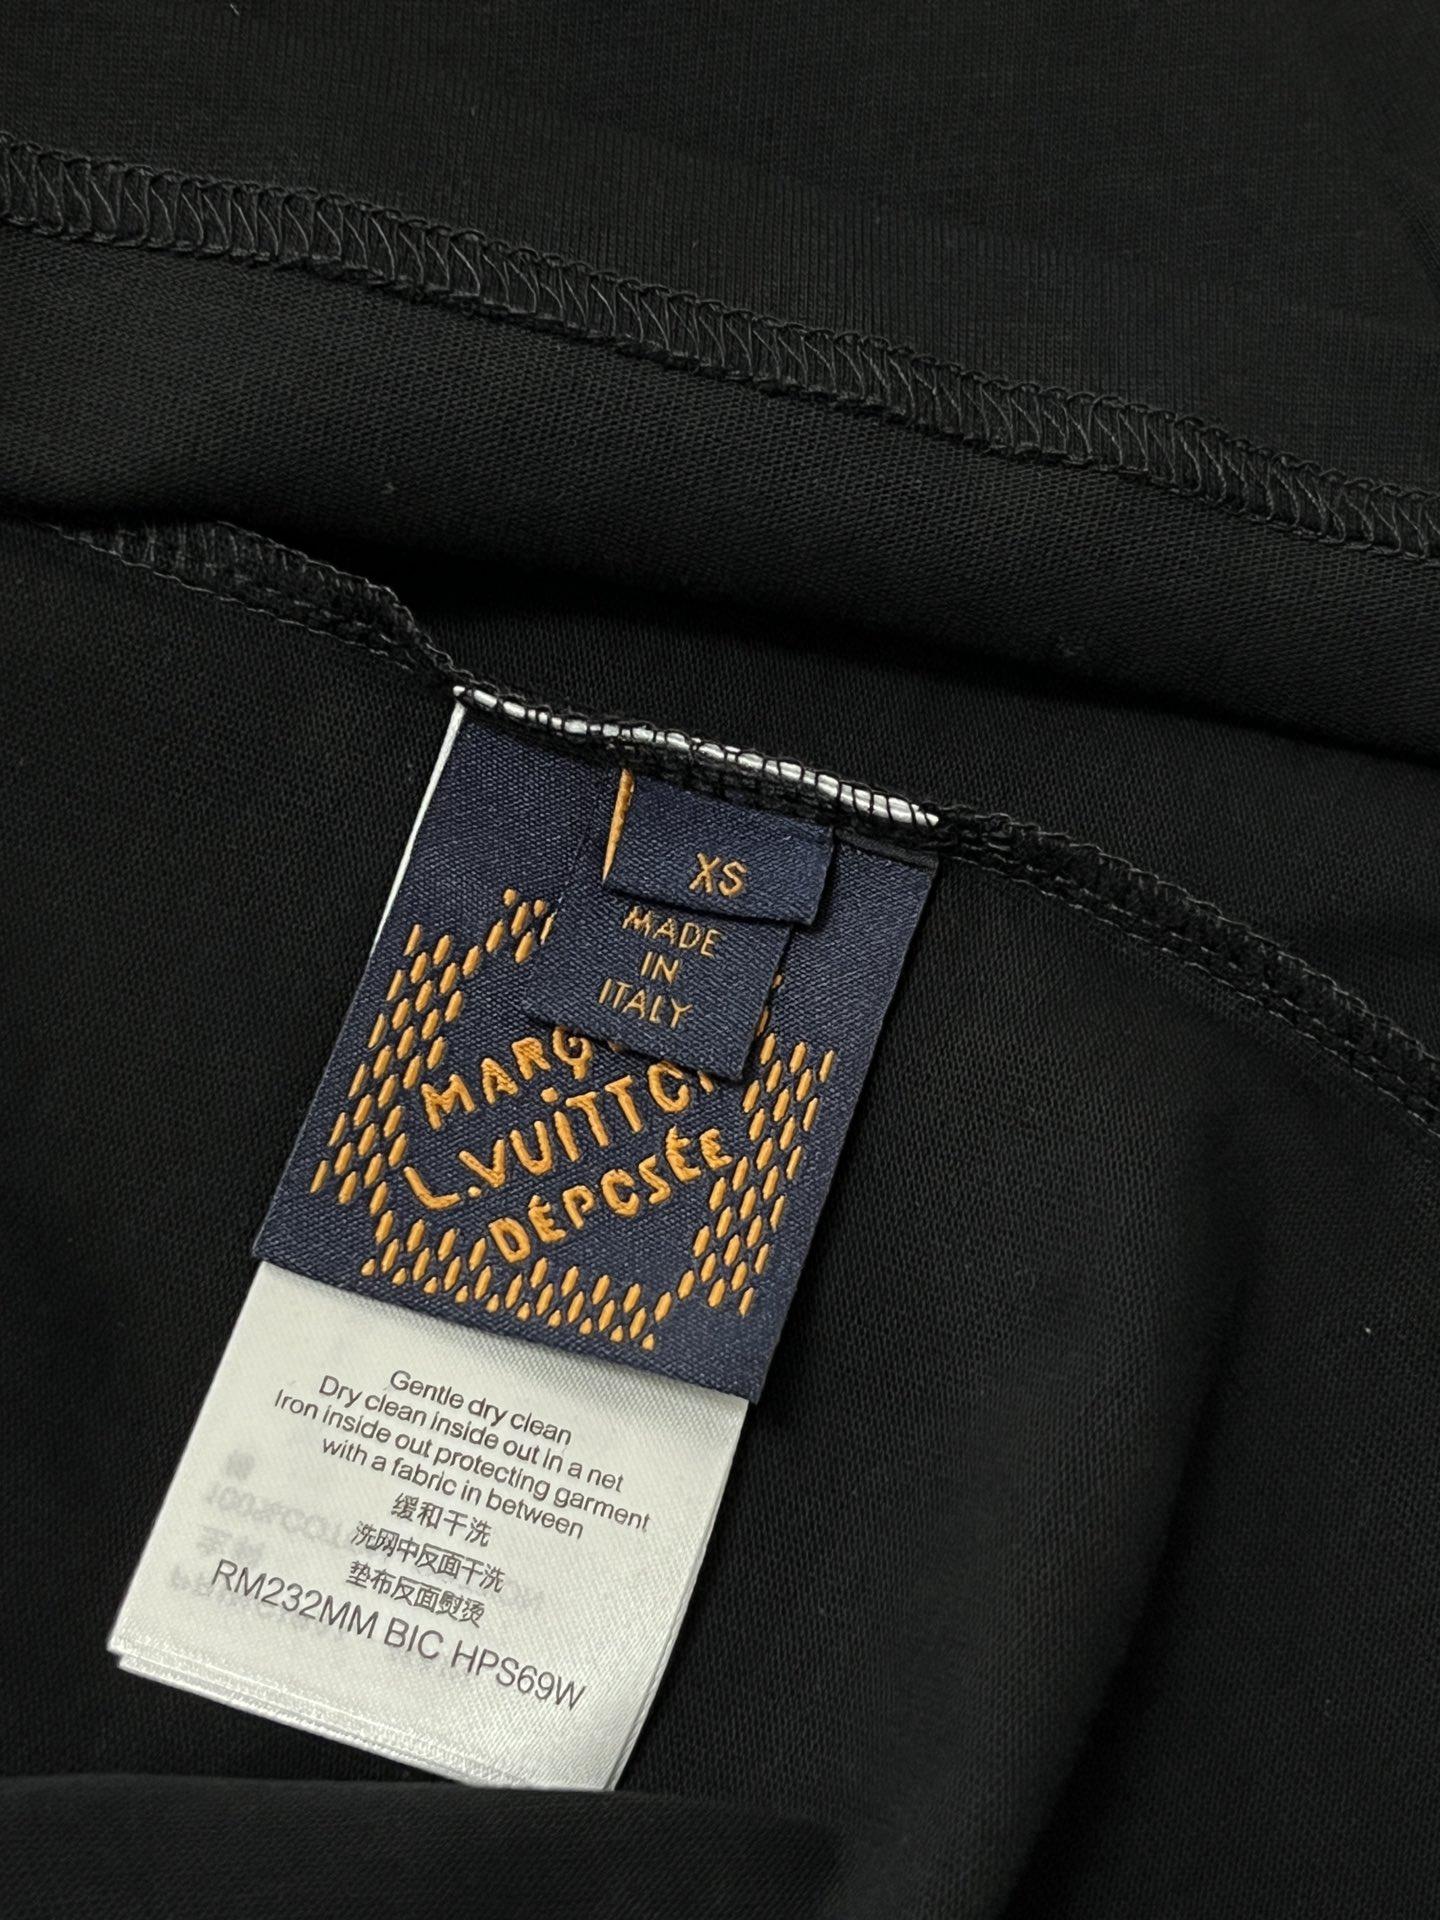 XS
MADE
IN
ITALY
L.VUITTON
DÉPOSÉE
Gentle dry clean
Dry clean inside out in a net
Iron inside out protecting garment
with a fabric in between
缓和干洗
洗网中反面干洗
垫布反面熨烫
RM232MM BIC HPS69W